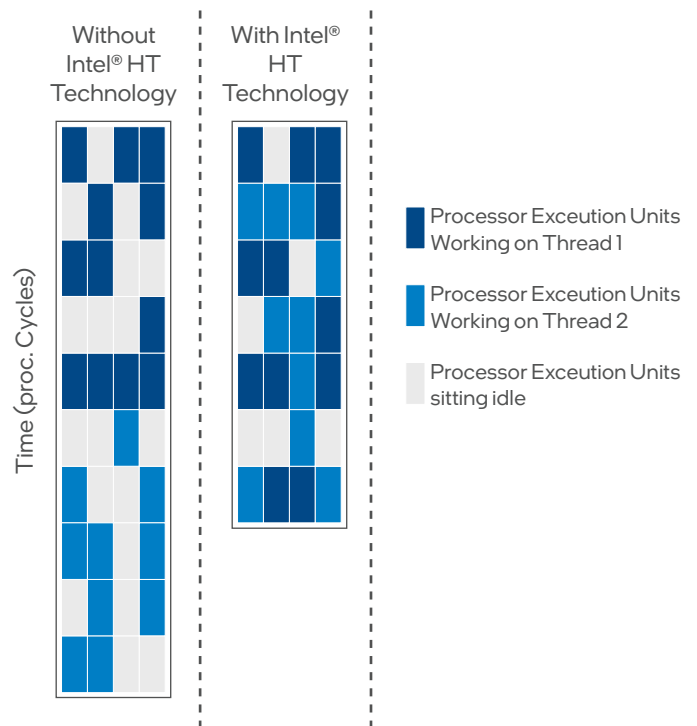 Without
Intel® HT
Technology
With Intel®
HT
Technology
Time (proc. Cycles)
Processor Exceution Units
Working on Thread 1
Processor Exceution Units
Working on Thread 2
Processor Exceution Units
sitting idle